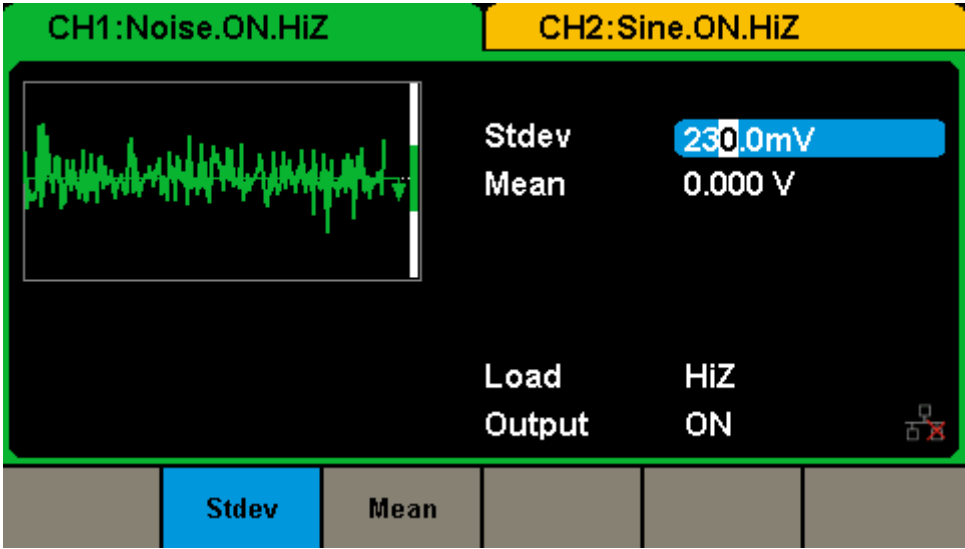 CH1:Noise.ON.HiZ CH2:Sine.ON.HiZ
Stdev 230.0mV
Mean 0.000 V
Load HiZ
Output ON
Stdev Mean